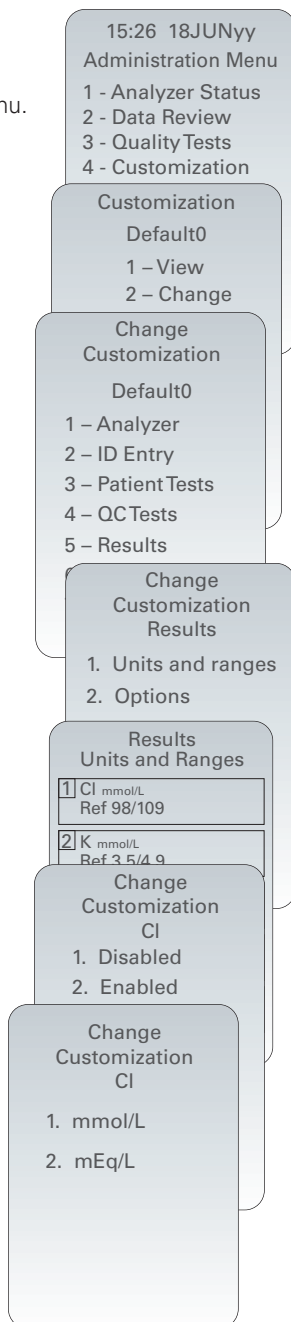 nu.
15:26 18JUNyy
Administration Menu
1 - Analyzer Status
2 - Data Review
3 - Quality Tests
4 - Customization
Customization
Default0
1 – View
2 – Change
Change
Customization
Default0
1 – Analyzer
2 – ID Entry
3 – Patient Tests
4 – QC Tests
5 – Results
Change
Customization
Results
1. Units and ranges
2. Options
Results
Units and Ranges
1 Cl mmol/L
Ref 98/109
2 K mmol/L
Ref 3.5/4.9
Change
Customization
Cl
1. Disabled
2. Enabled
Change
Customization
Cl
1. mmol/L
2. mEq/L